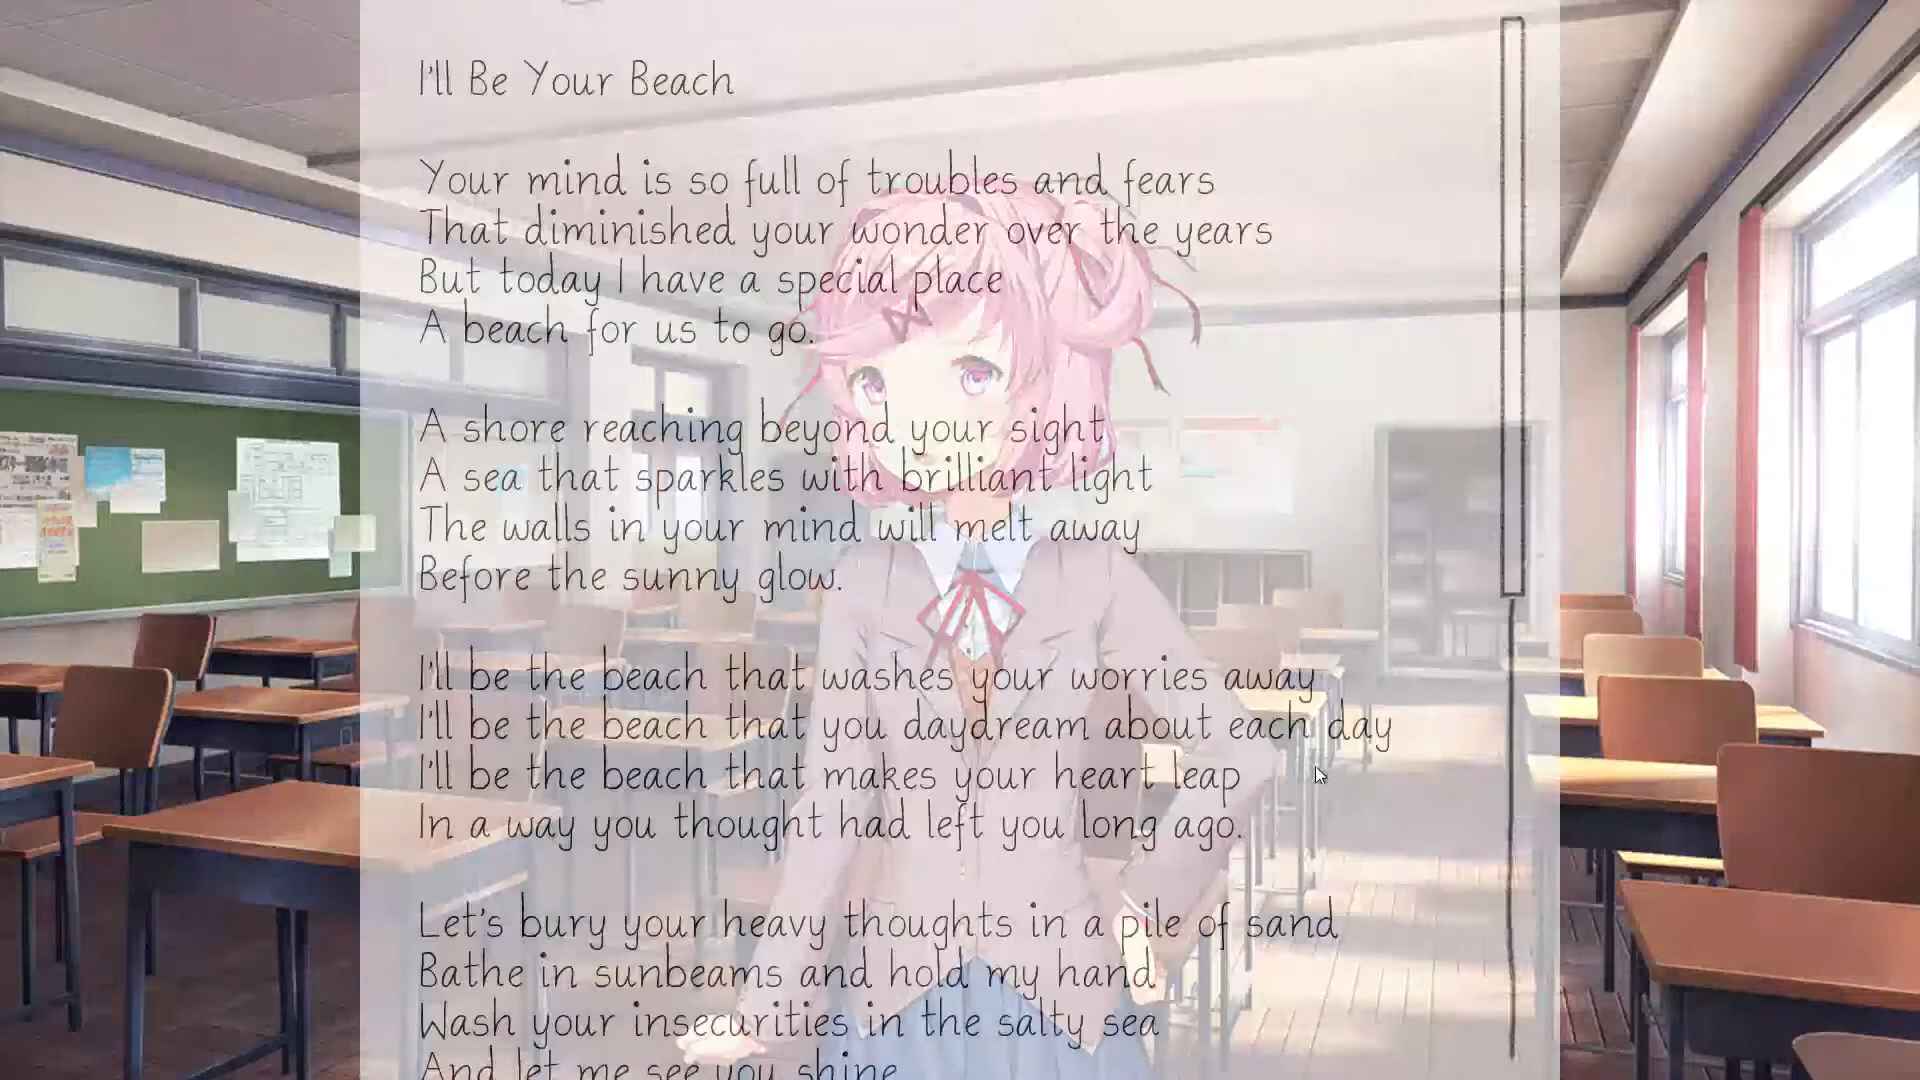 I'll Be Your Beach
Your mind is so full of troubles and fears
That diminished your wonder over the years
But today I have a special place
A beach for us to go.
A shore reaching beyond your sight
A sea that sparkles with brilliant light
The walls in your mind will melt away
Before the sunny glow.
I'll be the beach that washes your worries away
I'll be the beach that you daydream about each day
I'll be the beach that makes your heart leap
In a way you thought had left you long ago.
Let's bury your heavy thoughts in a pile of sand
Bathe in sunbeams and hold my hand
Wash your insecurities in the salty sea
And let me see you shine